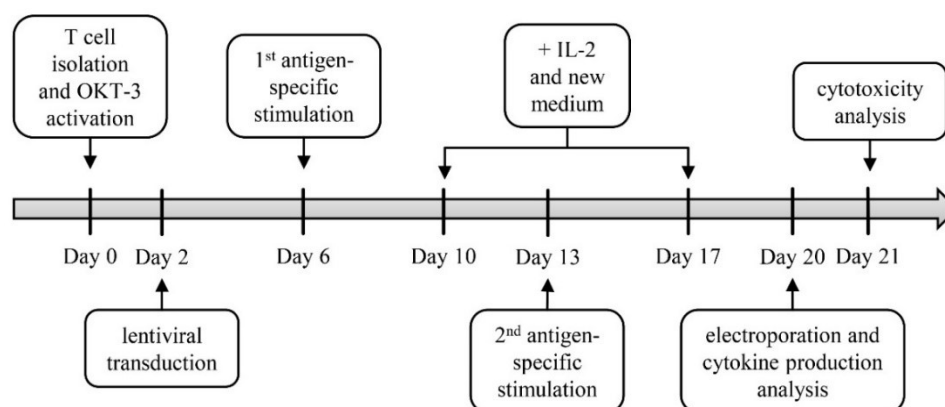 T cell
isolation
and OKT-3
activation
1st antigen-
specific
stimulation
+ IL-2
and new
medium
cytotoxicity
analysis
Day 0 Day 2 Day 6 Day 10 Day 13 Day 17 Day 20 Day 21
lentiviral
transduction
2nd antigen-
specific
stimulation
electroporation and
cytokine production
analysis